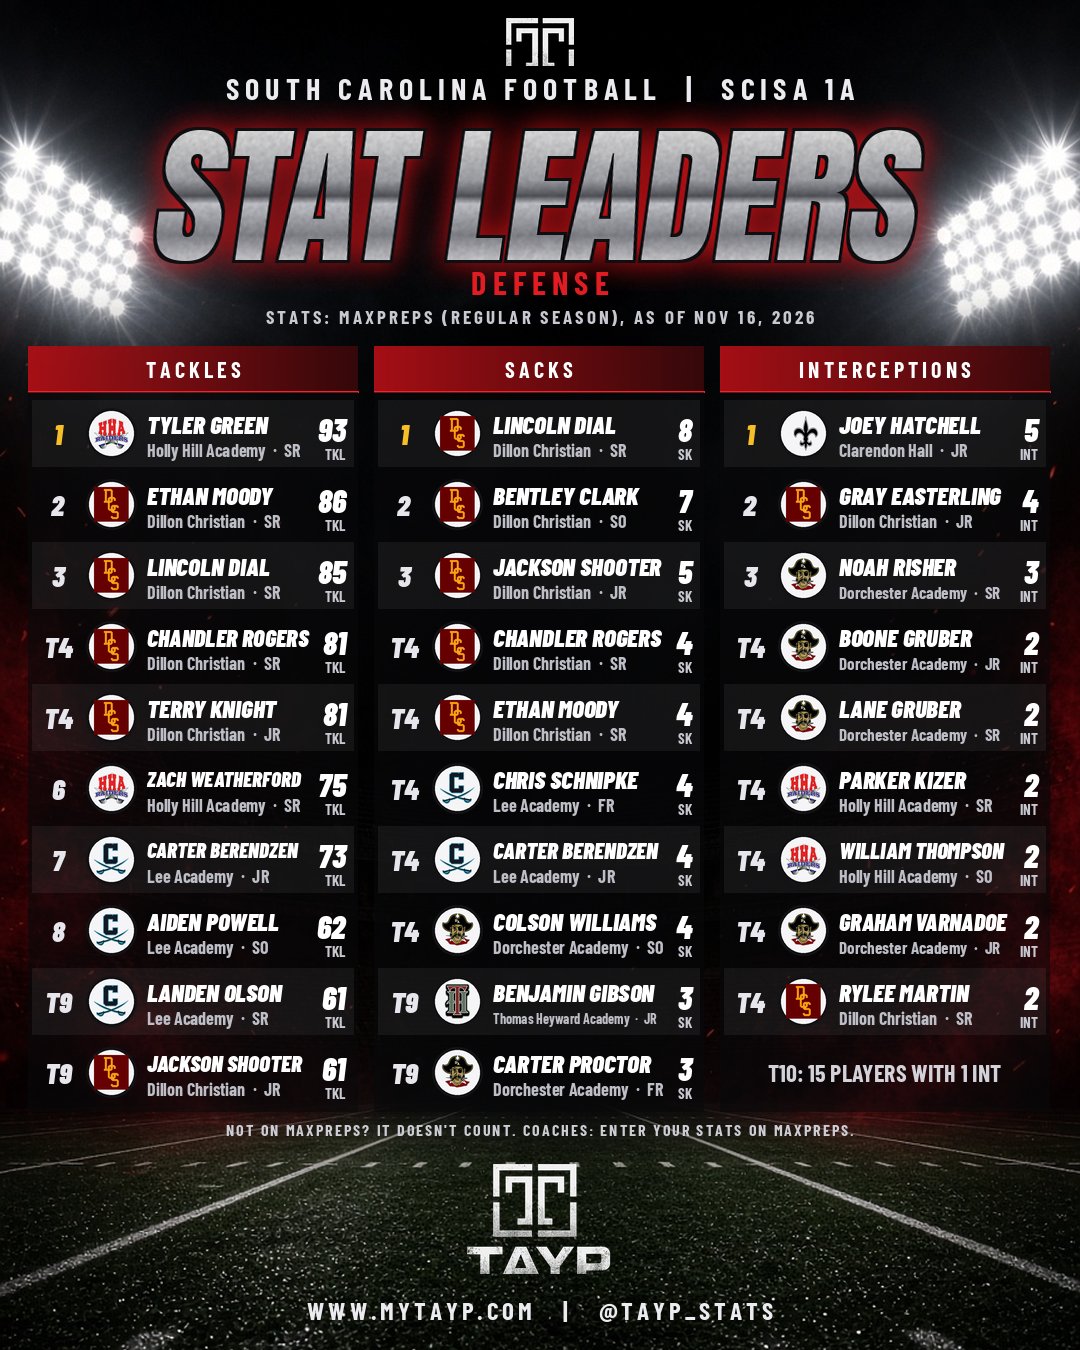 SOUTH CAROLINA FOOTBALL | SCISA 1A
STAT LEADERS
DEFENSE
STATS: MAXPREPS (REGULAR SEASON), AS OF NOV 16, 2026
TACKLES
1 TYLER GREEN 93
Holly Hill Academy · SR TKL
2 ETHAN MOODY 86
Dillon Christian · SR TKL
3 LINCOLN DIAL 85
Dillon Christian · SR TKL
T4 CHANDLER ROGERS 81
Dillon Christian · SR TKL
T4 TERRY KNIGHT 81
Dillon Christian · JR TKL
6 ZACH WEATHERFORD 75
Holly Hill Academy · SR TKL
7 CARTER BERENDZEN 73
Lee Academy · JR TKL
8 AIDEN POWELL 62
Lee Academy · SO TKL
T9 LANDEN OLSON 61
Lee Academy · SR TKL
T9 JACKSON SHOOTER 61
Dillon Christian · JR TKL
SACKS
1 LINCOLN DIAL 8
Dillon Christian · SR SK
2 BENTLEY CLARK 7
Dillon Christian · SO SK
3 JACKSON SHOOTER 5
Dillon Christian · JR SK
T4 CHANDLER ROGERS 4
Dillon Christian · SR SK
T4 ETHAN MOODY 4
Dillon Christian · SR SK
T4 CHRIS SCHNIPKE 4
Lee Academy · FR SK
T4 CARTER BERENDZEN 4
Lee Academy · JR SK
T4 COLSON WILLIAMS 4
Dorchester Academy · SO SK
T9 BENJAMIN GIBSON 3
Thomas Heyward Academy · JR SK
T9 CARTER PROCTOR 3
Dorchester Academy · FR SK
INTERCEPTIONS
1 JOEY HATCHELL 5
Clarendon Hall · JR INT
2 GRAY EASTERLING 4
Dillon Christian · JR INT
3 NOAH RISHER 3
Dorchester Academy · SR INT
T4 BOONE GRUBER 2
Dorchester Academy · JR INT
T4 LANE GRUBER 2
Dorchester Academy · SR INT
T4 PARKER KIZER 2
Holly Hill Academy · SR INT
T4 WILLIAM THOMPSON 2
Holly Hill Academy · SO INT
T4 GRAHAM VARNADOE 2
Dorchester Academy · JR INT
T4 RYLEE MARTIN 2
Dillon Christian · SR INT
T10: 15 PLAYERS WITH 1 INT
NOT ON MAXPREPS? IT DOESN'T COUNT. COACHES: ENTER YOUR STATS ON MAXPREPS.
TAYP
WWW.MYTAYP.COM | @TAYP_STATS